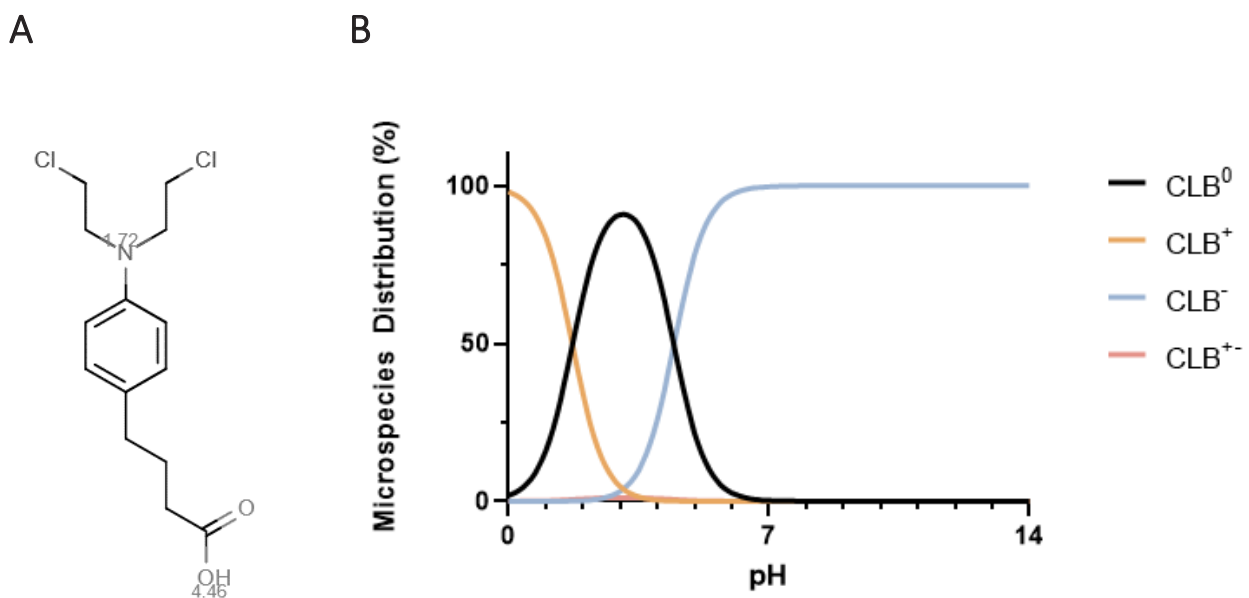 A
B
Cl
Cl
1.72
N
O
OH
4.46
Microspecies Distribution (%)
100
50
0
0
7
14
pH
CLB⁰
CLB⁺
CLB⁻
CLB⁺⁻